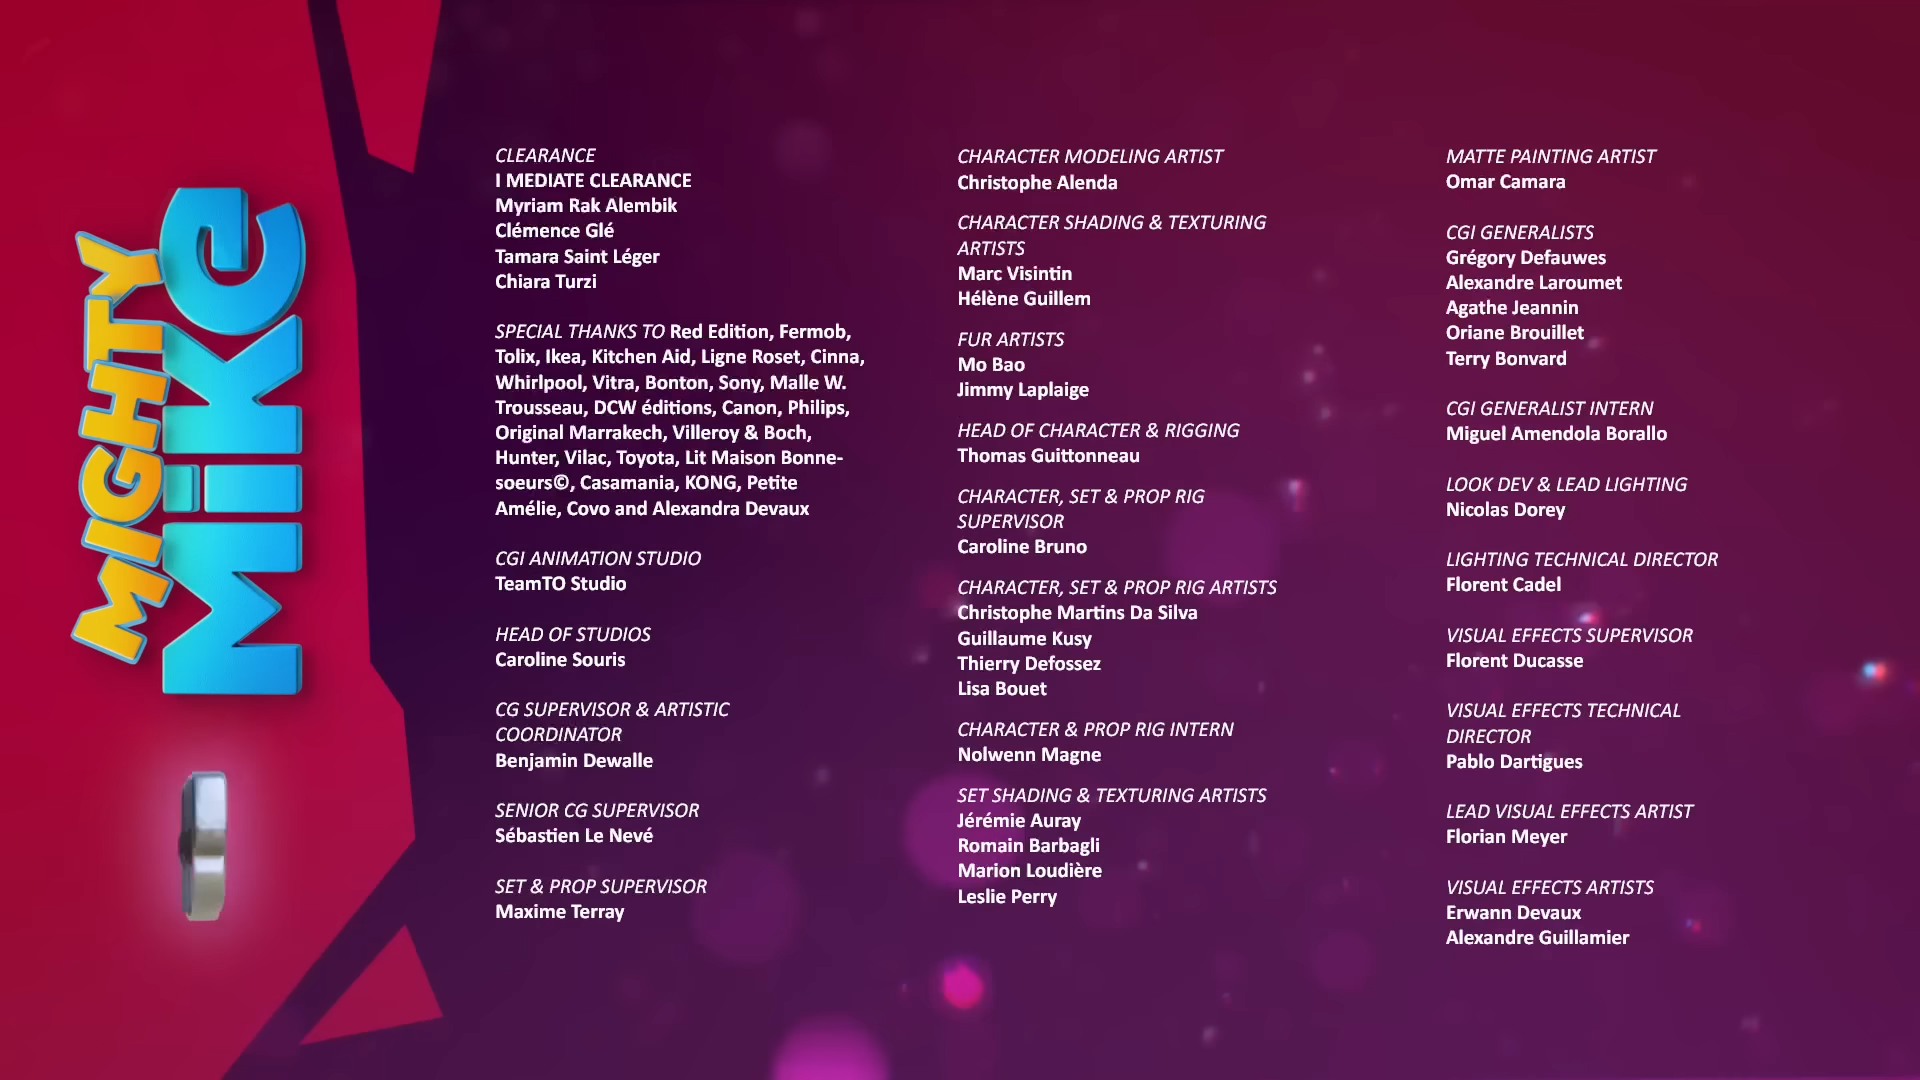 MIGHTY
MIKE
CLEARANCE
I MEDIATE CLEARANCE
Myriam Rak Alembik
Clémence Glé
Tamara Saint Léger
Chiara Turzi
SPECIAL THANKS TO Red Edition, Fermob,
Tolix, Ikea, Kitchen Aid, Ligne Roset, Cinna,
Whirlpool, Vitra, Bonton, Sony, Malle W.
Trousseau, DCW éditions, Canon, Philips,
Original Marrakech, Villeroy & Boch,
Hunter, Vilac, Toyota, Lit Maison Bonne-
soeurs©, Casamania, KONG, Petite
Amélie, Covo and Alexandra Devaux
CGI ANIMATION STUDIO
TeamTO Studio
HEAD OF STUDIOS
Caroline Souris
CG SUPERVISOR & ARTISTIC
COORDINATOR
Benjamin Dewalle
SENIOR CG SUPERVISOR
Sébastien Le Nevé
SET & PROP SUPERVISOR
Maxime Terray
CHARACTER MODELING ARTIST
Christophe Alenda
CHARACTER SHADING & TEXTURING
ARTISTS
Marc Visintin
Hélène Guillem
FUR ARTISTS
Mo Bao
Jimmy Laplaige
HEAD OF CHARACTER & RIGGING
Thomas Guittonneau
CHARACTER, SET & PROP RIG
SUPERVISOR
Caroline Bruno
CHARACTER, SET & PROP RIG ARTISTS
Christophe Martins Da Silva
Guillaume Kusy
Thierry Defossez
Lisa Bouet
CHARACTER & PROP RIG INTERN
Nolwenn Magne
SET SHADING & TEXTURING ARTISTS
Jérémie Auray
Romain Barbagli
Marion Loudière
Leslie Perry
MATTE PAINTING ARTIST
Omar Camara
CGI GENERALISTS
Grégory Defauwes
Alexandre Laroumet
Agathe Jeannin
Oriane Brouillet
Terry Bonvard
CGI GENERALIST INTERN
Miguel Amendola Borallo
LOOK DEV & LEAD LIGHTING
Nicolas Dorey
LIGHTING TECHNICAL DIRECTOR
Florent Cadel
VISUAL EFFECTS SUPERVISOR
Florent Ducasse
VISUAL EFFECTS TECHNICAL
DIRECTOR
Pablo Dartigues
LEAD VISUAL EFFECTS ARTIST
Florian Meyer
VISUAL EFFECTS ARTISTS
Erwann Devaux
Alexandre Guillamier